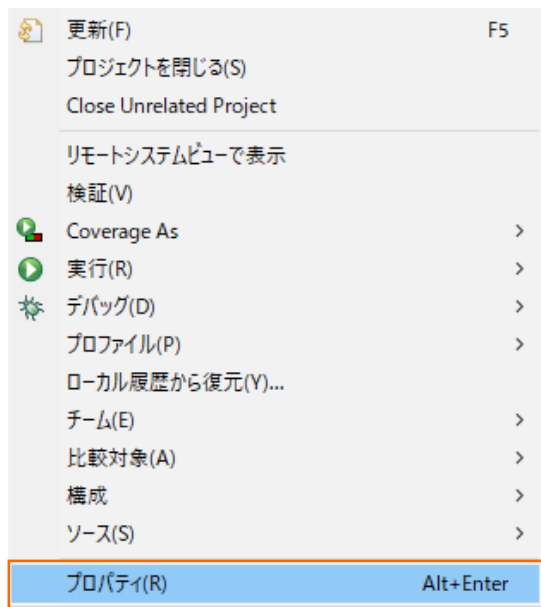 更新(F) F5
プロジェクトを閉じる(S)
Close Unrelated Project
リモートシステムビューで表示
検証(V)
Coverage As
実行(R)
デバッグ(D)
プロファイル(P)
ローカル履歴から復元(Y)...
チーム(E)
比較対象(A)
構成
ソース(S)
プロパティ(R) Alt+Enter